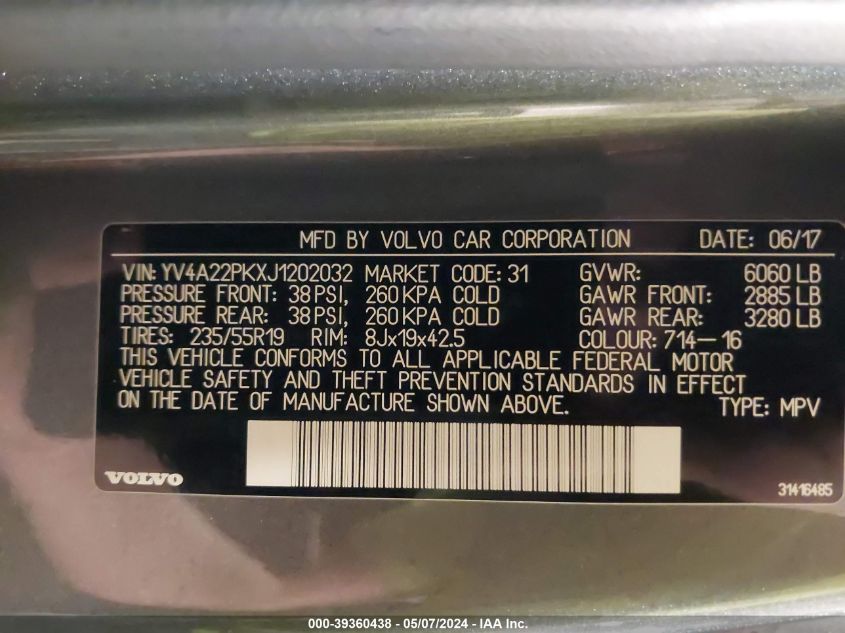 MFD BY VOLVO CAR CORPORATION DATE: 06/17
VIN: YV4A22PKXJ1202032 MARKET CODE: 31 GVWR: 6060 LB
PRESSURE FRONT: 38 PSI, 260 KPA COLD GAWR FRONT: 2885 LB
PRESSURE REAR: 38 PSI, 260 KPA COLD GAWR REAR: 3280 LB
TIRES: 235/55R19 RIM: 8Jx19x42.5 COLOUR: 714-16
THIS VEHICLE CONFORMS TO ALL APPLICABLE FEDERAL MOTOR
VEHICLE SAFETY AND THEFT PREVENTION STANDARDS IN EFFECT
ON THE DATE OF MANUFACTURE SHOWN ABOVE. TYPE: MPV
VOLVO 31416485
000-39360438 - 05/07/2024 - IAA Inc.